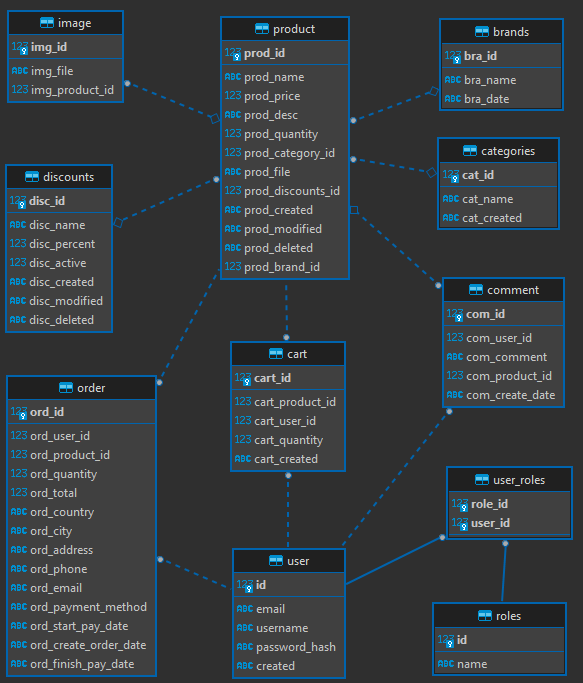 image
123 img_id
ABC img_file
123 img_product_id
product
123 prod_id
ABC prod_name
123 prod_price
ABC prod_desc
123 prod_quantity
123 prod_category_id
ABC prod_file
123 prod_discounts_id
ABC prod_created
ABC prod_modified
ABC prod_deleted
123 prod_brand_id
brands
123 bra_id
ABC bra_name
ABC bra_date
categories
123 cat_id
ABC cat_name
ABC cat_created
discounts
123 disc_id
ABC disc_name
123 disc_percent
123 disc_active
ABC disc_created
ABC disc_modified
ABC disc_deleted
comment
123 com_id
123 com_user_id
ABC com_comment
123 com_product_id
ABC com_create_date
cart
123 cart_id
123 cart_product_id
123 cart_user_id
123 cart_quantity
ABC cart_created
order
123 ord_id
123 ord_user_id
123 ord_product_id
123 ord_quantity
123 ord_total
ABC ord_country
ABC ord_city
ABC ord_address
ABC ord_phone
ABC ord_email
ABC ord_payment_method
ABC ord_start_pay_date
ABC ord_create_order_date
ABC ord_finish_pay_date
user_roles
123 role_id
123 user_id
user
123 id
ABC email
ABC username
ABC password_hash
ABC created
roles
123 id
ABC name